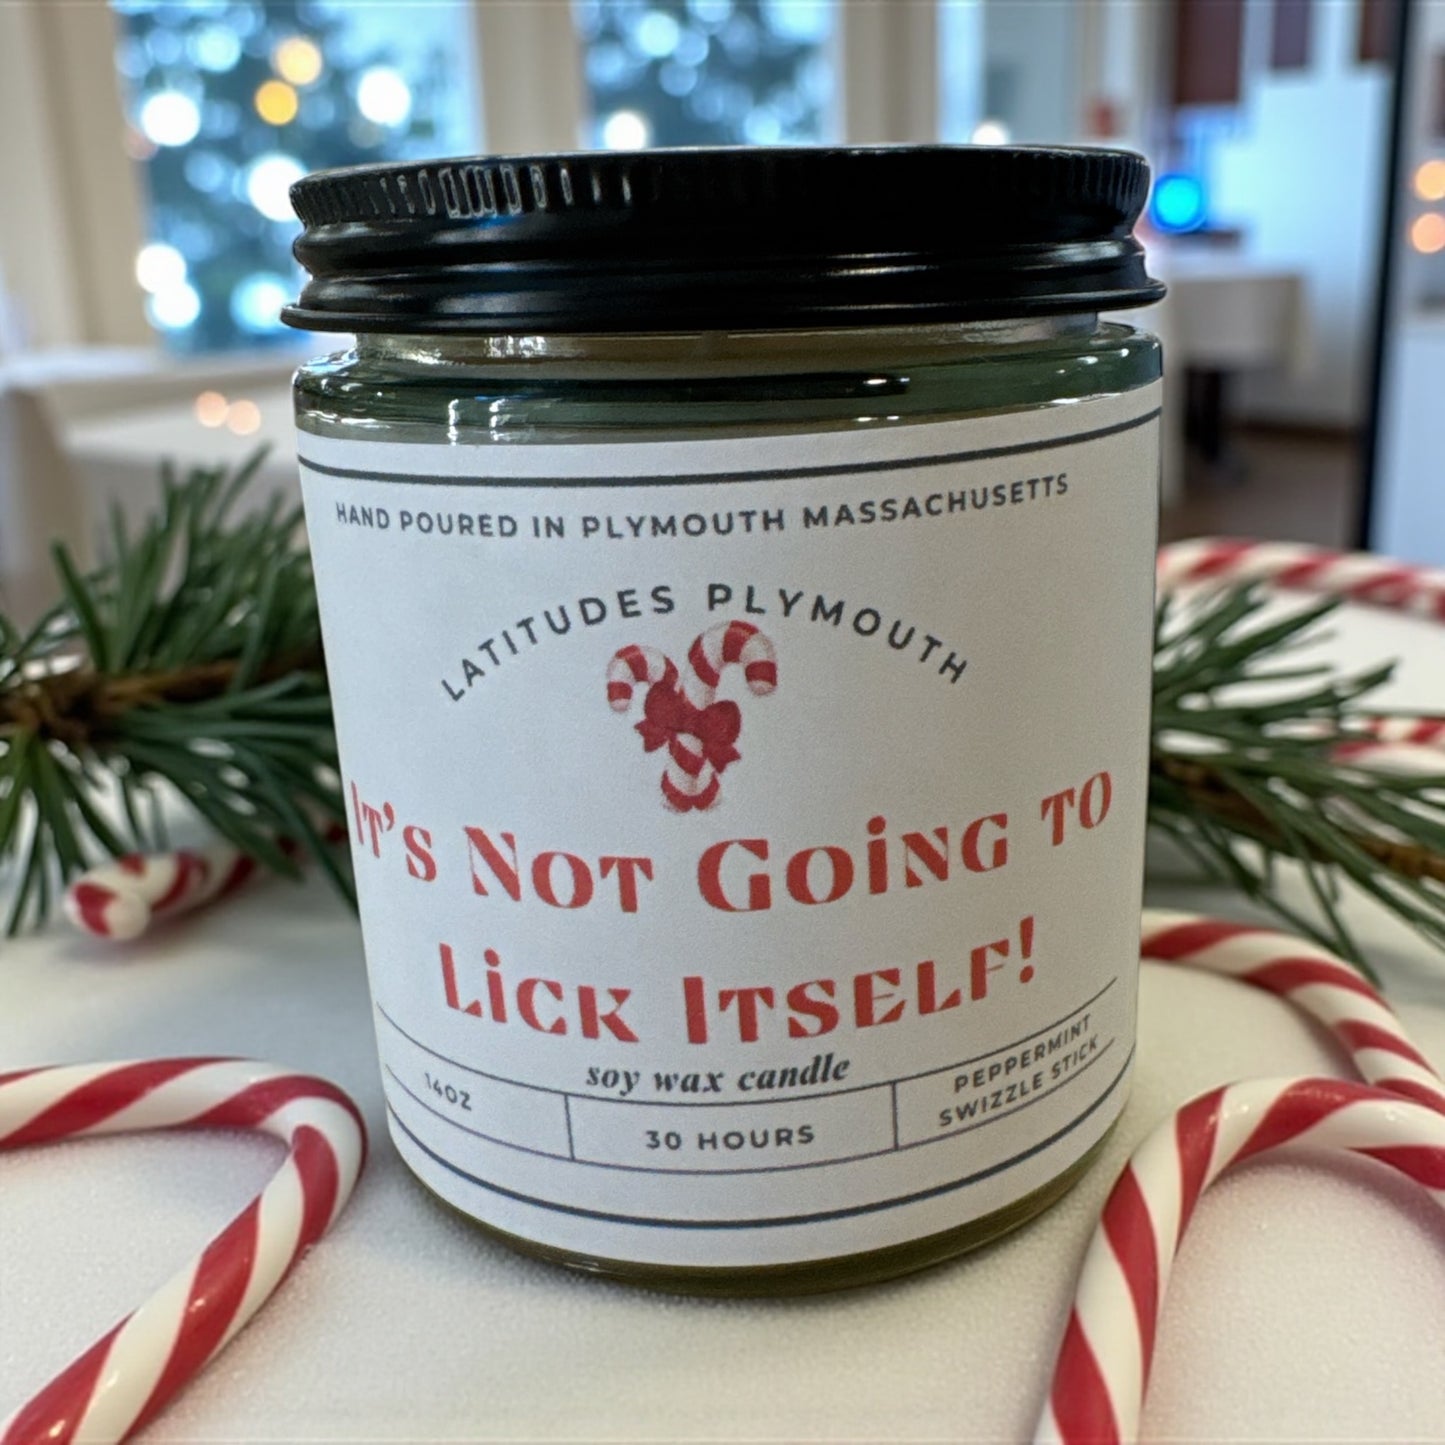 HAND POURED IN PLYMOUTH MASSACHUSETTS
LATITUDES PLYMOUTH
IT'S NOT GOING TO
LICK ITSELF!
soy wax candle
14OZ
30 HOURS
PEPPERMINT
SWIZZLE STICK